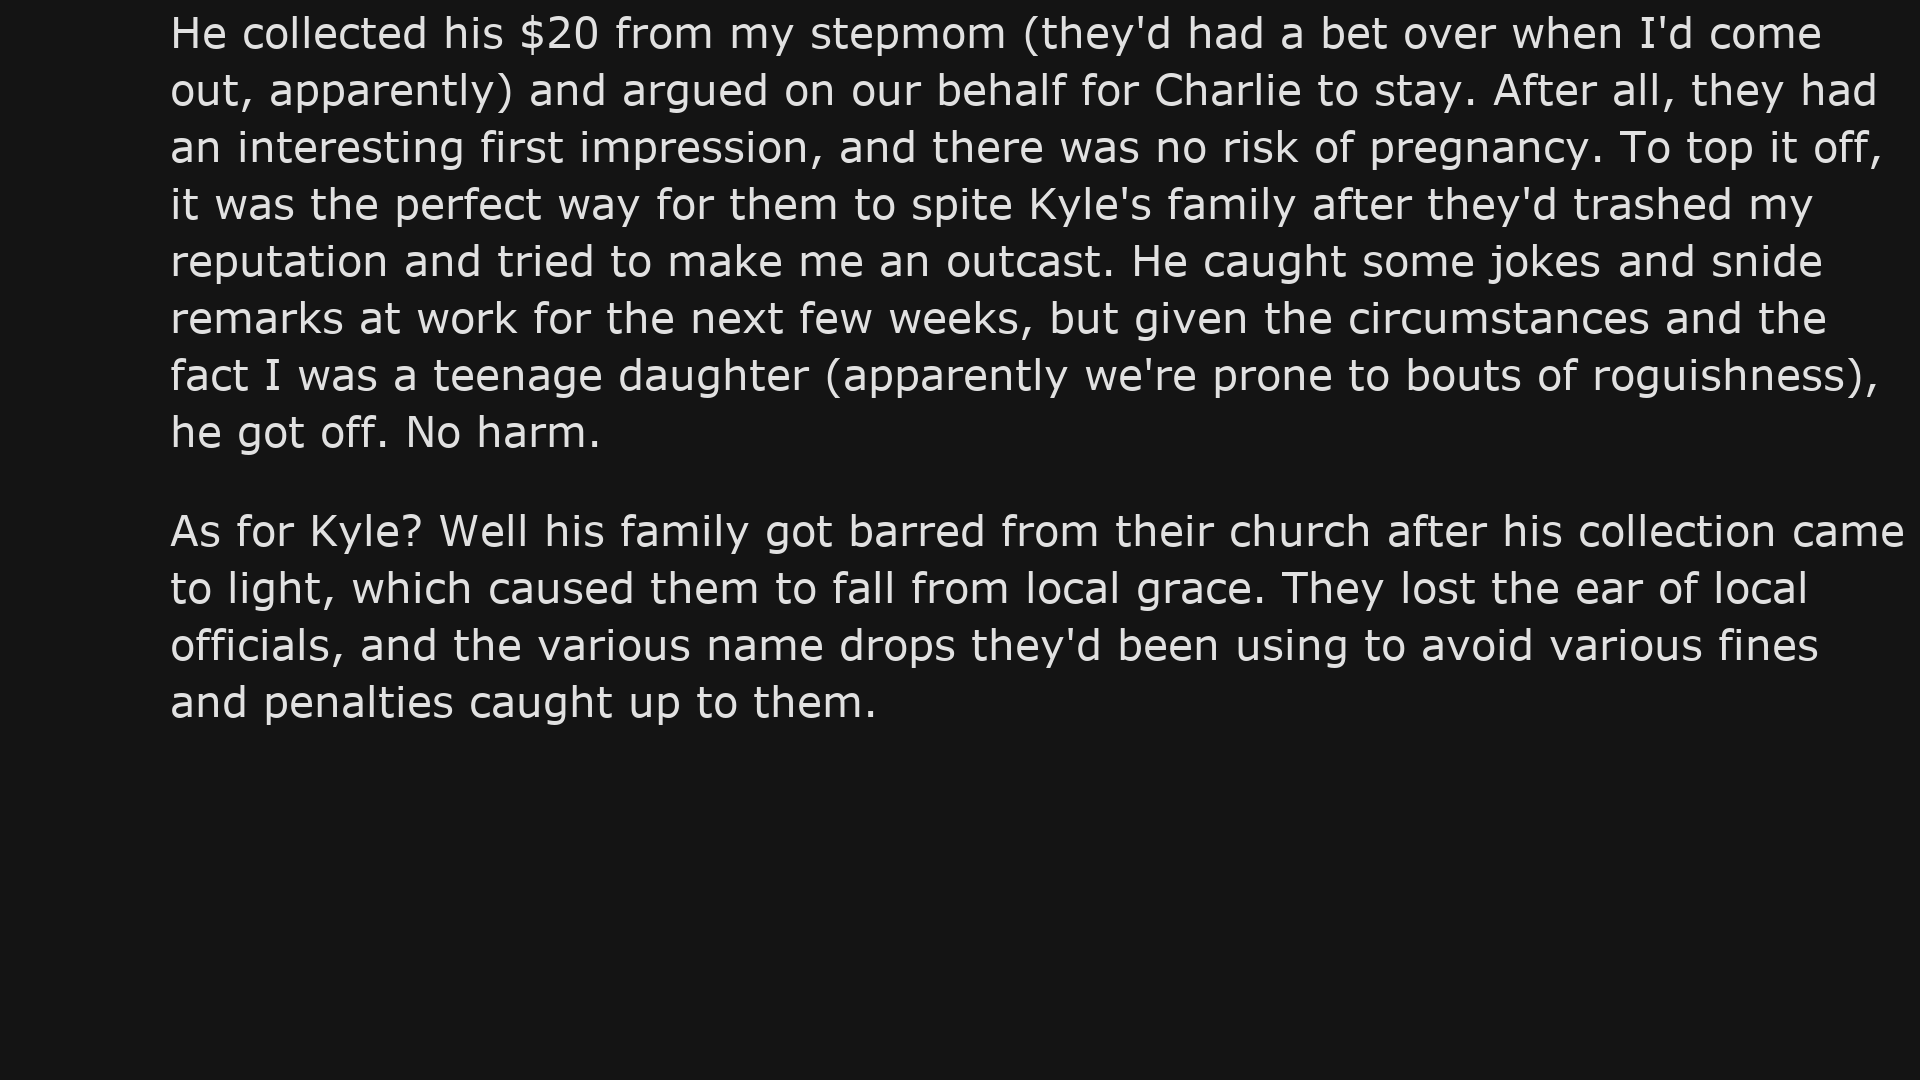 He collected his $20 from my stepmom (they'd had a bet over when I'd come
out, apparently) and argued on our behalf for Charlie to stay. After all, they had
an interesting first impression, and there was no risk of pregnancy. To top it off,
it was the perfect way for them to spite Kyle's family after they'd trashed my
reputation and tried to make me an outcast. He caught some jokes and snide
remarks at work for the next few weeks, but given the circumstances and the
fact I was a teenage daughter (apparently we're prone to bouts of roguishness),
he got off. No harm.
As for Kyle? Well his family got barred from their church after his collection came
to light, which caused them to fall from local grace. They lost the ear of local
officials, and the various name drops they'd been using to avoid various fines
and penalties caught up to them.